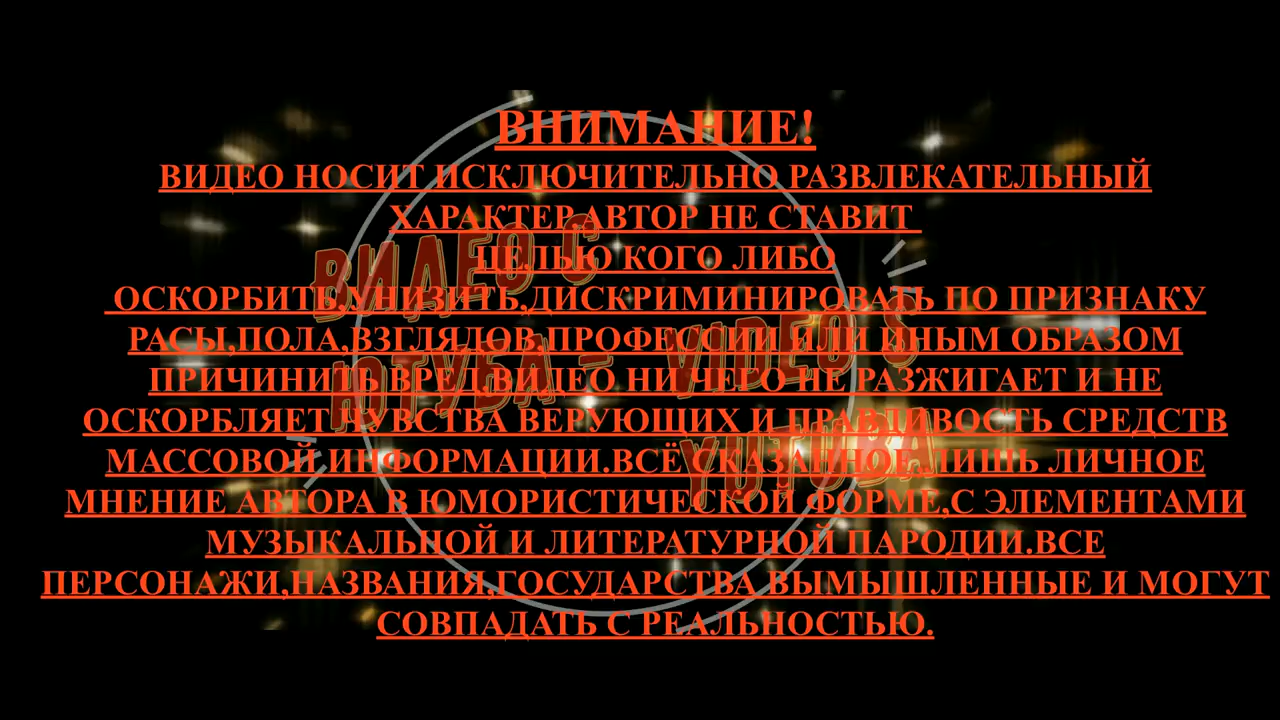 ВНИМАНИЕ!
ВИДЕО НОСИТ ИСКЛЮЧИТЕЛЬНО РАЗВЛЕКАТЕЛЬНЫЙ
ХАРАКТЕР,АВТОР НЕ СТАВИТ
ЦЕЛЬЮ КОГО ЛИБО
ОСКОРБИТЬ,УНИЗИТЬ,ДИСКРИМИНИРОВАТЬ ПО ПРИЗНАКУ
РАСЫ,ПОЛА,ВЗГЛЯДОВ,ПРОФЕССИИ ИЛИ ИНЫМ ОБРАЗОМ
ПРИЧИНИТЬ ВРЕД,ВИДЕО НИ ЧЕГО НЕ РАЗЖИГАЕТ И НЕ
ОСКОРБЛЯЕТ ЧУВСТВА ВЕРУЮЩИХ И ПРАВДИВОСТЬ СРЕДСТВ
МАССОВОЙ ИНФОРМАЦИИ.ВСЁ СКАЗАННОЕ ЛИШЬ ЛИЧНОЕ
МНЕНИЕ АВТОРА В ЮМОРИСТИЧЕСКОЙ ФОРМЕ,С ЭЛЕМЕНТАМИ
МУЗЫКАЛЬНОЙ И ЛИТЕРАТУРНОЙ ПАРОДИИ.ВСЕ
ПЕРСОНАЖИ,НАЗВАНИЯ,ГОСУДАРСТВА ВЫМЫШЛЕННЫЕ И МОГУТ
СОВПАДАТЬ С РЕАЛЬНОСТЬЮ.
ВИДЕО С
ЮТУБА = VIDEO S
YUTUBA